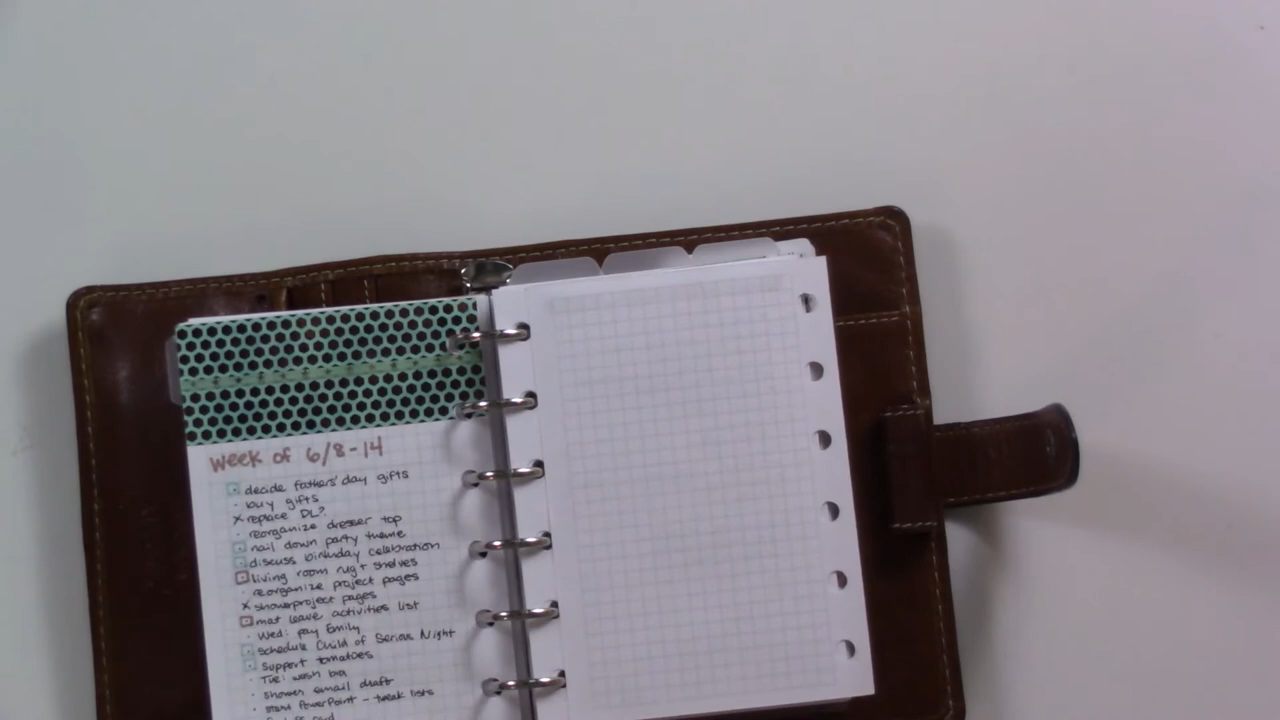 week of 6/8-14
decide fathers' day gifts
· buy gifts
x replace DL?
· reorganize dresser top
nail down party theme
discuss birthday celebration
living room rug + shelves
· reorganize project pages
x shower project pages
mat leave activities list
· Wed: pay Emily
schedule Guild of Serious Night
support tomatoes
· Tue: wash bra
· shower email draft
· start PowerPoint - tweak lists